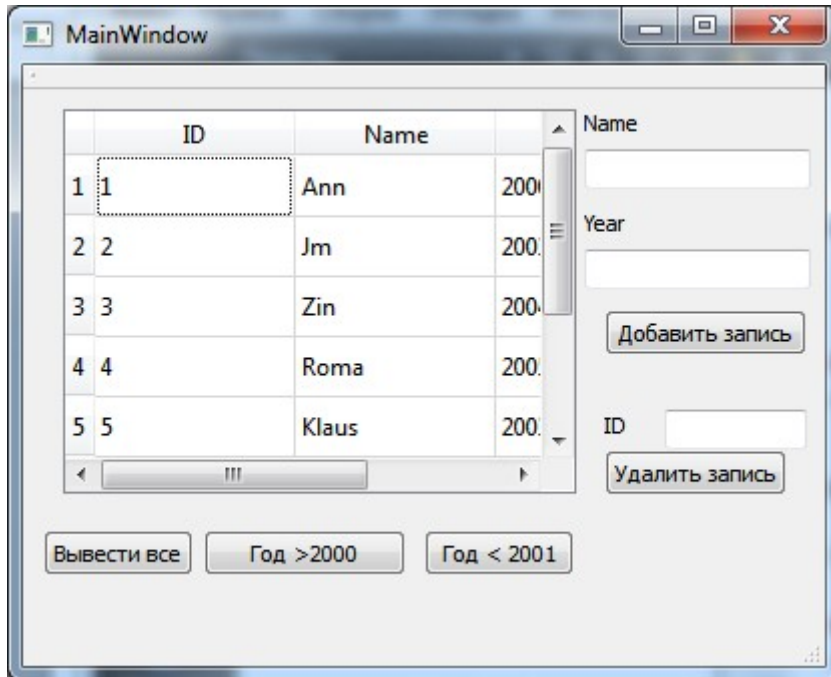 MainWindow
ID Name
1 1 Ann
2 2 Jm
3 3 Zin
4 4 Roma
5 5 Klaus
Name
Year
Добавить запись
ID
Удалить запись
Вывести все Год >2000 Год < 2001